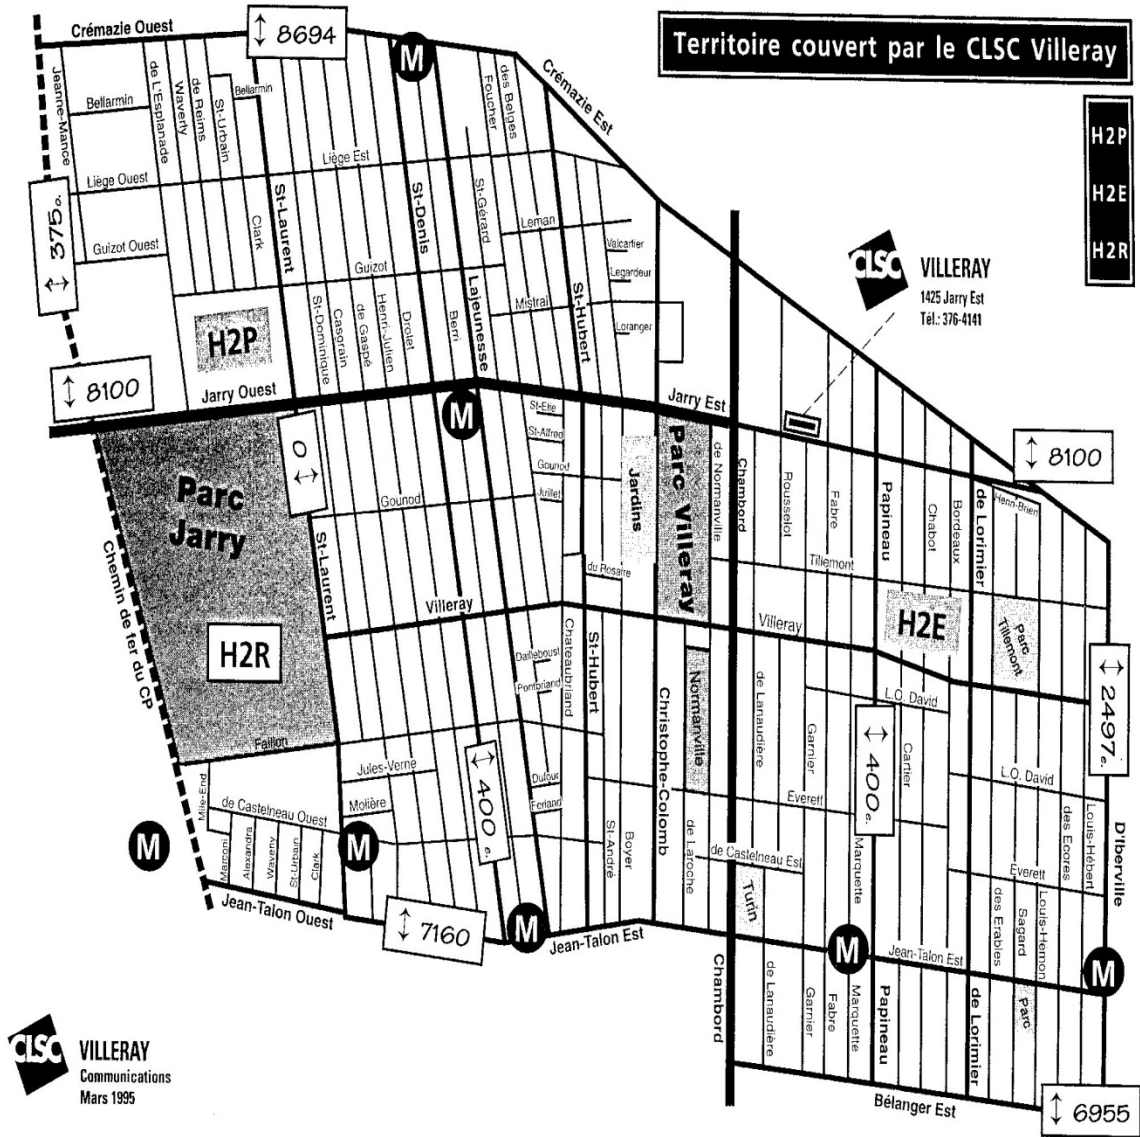 Territoire couvert par le CLSC Villeray
H2P
H2E
H2R
CLSC
VILLERAY
1425 Jarry Est
Tél.: 376-4141
Crémazie Ouest
8694
M
Crémazie Est
Jeanne-Mance
Bellarmin
de L'Esplanade
Waverly
de Reims
St-Urbain
Bellarmin
des Belges
Foucher
Liège Ouest
Liège Est
375 o.
Guizot Ouest
Clark
St-Laurent
Guizot
St-Denis
St-Gérard
Lajeunesse
Leman
Valcartier
Legardeur
Mistral
Loranger
St-Hubert
H2P
St-Dominique
Casgrain
de Gaspé
Henri-Julien
Drolet
Berri
8100
Jarry Ouest
Jarry Est
M
0
Parc
Jarry
Gounod
St-Laurent
Chemin de fer du CP
H2R
Villeray
St-Alfred
Gounod
Juillet
Jardins
du Rosaire
Parc Villeray
de Normanville
Chambord
Rousselot
Fabre
Papineau
Chabot
Bordeaux
de Lorimier
8100
Tillemont
Villeray
H2E
Parc
Tillemont
2497 e.
Chateaubriand
St-Hubert
Pontbriand
Christophe-Colomb
Normanville
de Lanaudière
Garnier
L.O. David
400 e.
Cartier
L.O. David
Faillon
Jules-Verne
Molière
400 e.
Dufour
Everett
Mile-End
de Castelneau Ouest
M
M
Marconi
Alexandra
Waverly
St-Urbain
Clark
Jean-Talon Ouest
7160
M
Jean-Talon Est
St-André
Boyer
de Laroche
de Castelneau Est
Turin
Marquette
M
Jean-Talon Est
Everett
des Ecores
Louis-Hébert
D'Iberville
des Erables
Sagard
Louis-Hémon
Parc
M
Chambord
de Lanaudière
Garnier
Fabre
Marquette
Papineau
de Lorimier
Bélanger Est
6955
CLSC
VILLERAY
Communications
Mars 1995